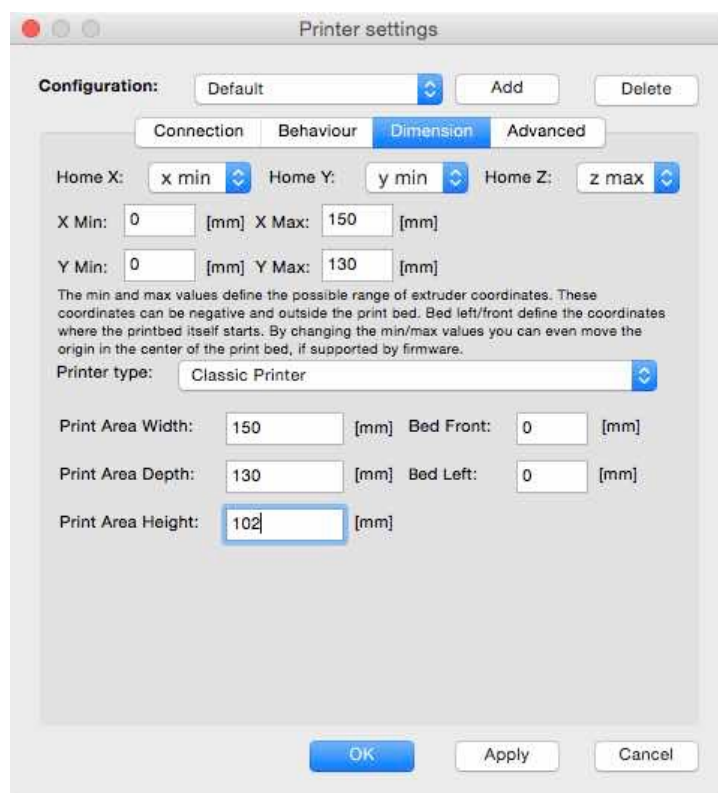 Printer settings
Configuration: Default Add Delete
Connection Behaviour Dimension Advanced
Home X: x min Home Y: y min Home Z: z max
X Min: 0 [mm] X Max: 150 [mm]
Y Min: 0 [mm] Y Max: 130 [mm]
The min and max values define the possible range of extruder coordinates. These
coordinates can be negative and outside the print bed. Bed left/front define the coordinates
where the printbed itself starts. By changing the min/max values you can even move the
origin in the center of the print bed, if supported by firmware.
Printer type: Classic Printer
Print Area Width: 150 [mm] Bed Front: 0 [mm]
Print Area Depth: 130 [mm] Bed Left: 0 [mm]
Print Area Height: 102 [mm]
OK Apply Cancel